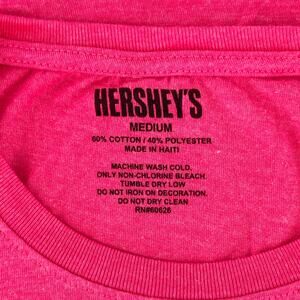 HERSHEY'S
MEDIUM
60% COTTON / 40% POLYESTER
MADE IN HAITI
MACHINE WASH COLD.
ONLY NON-CHLORINE BLEACH.
TUMBLE DRY LOW
DO NOT IRON ON DECORATION.
DO NOT DRY CLEAN
RN#60626